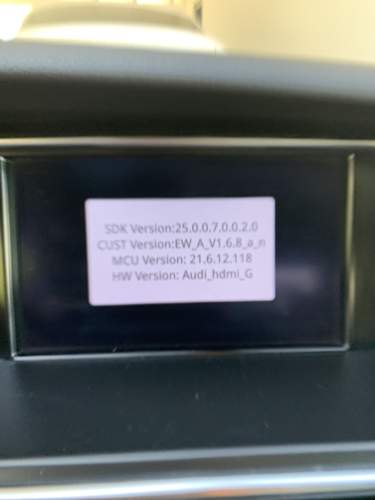 SDK Version:25.0.0.7.0.0.2.0
CUST Version:EW_A_V1.6.8_a_n
MCU Version: 21.6.12.118
HW Version: Audi_hdmi_G